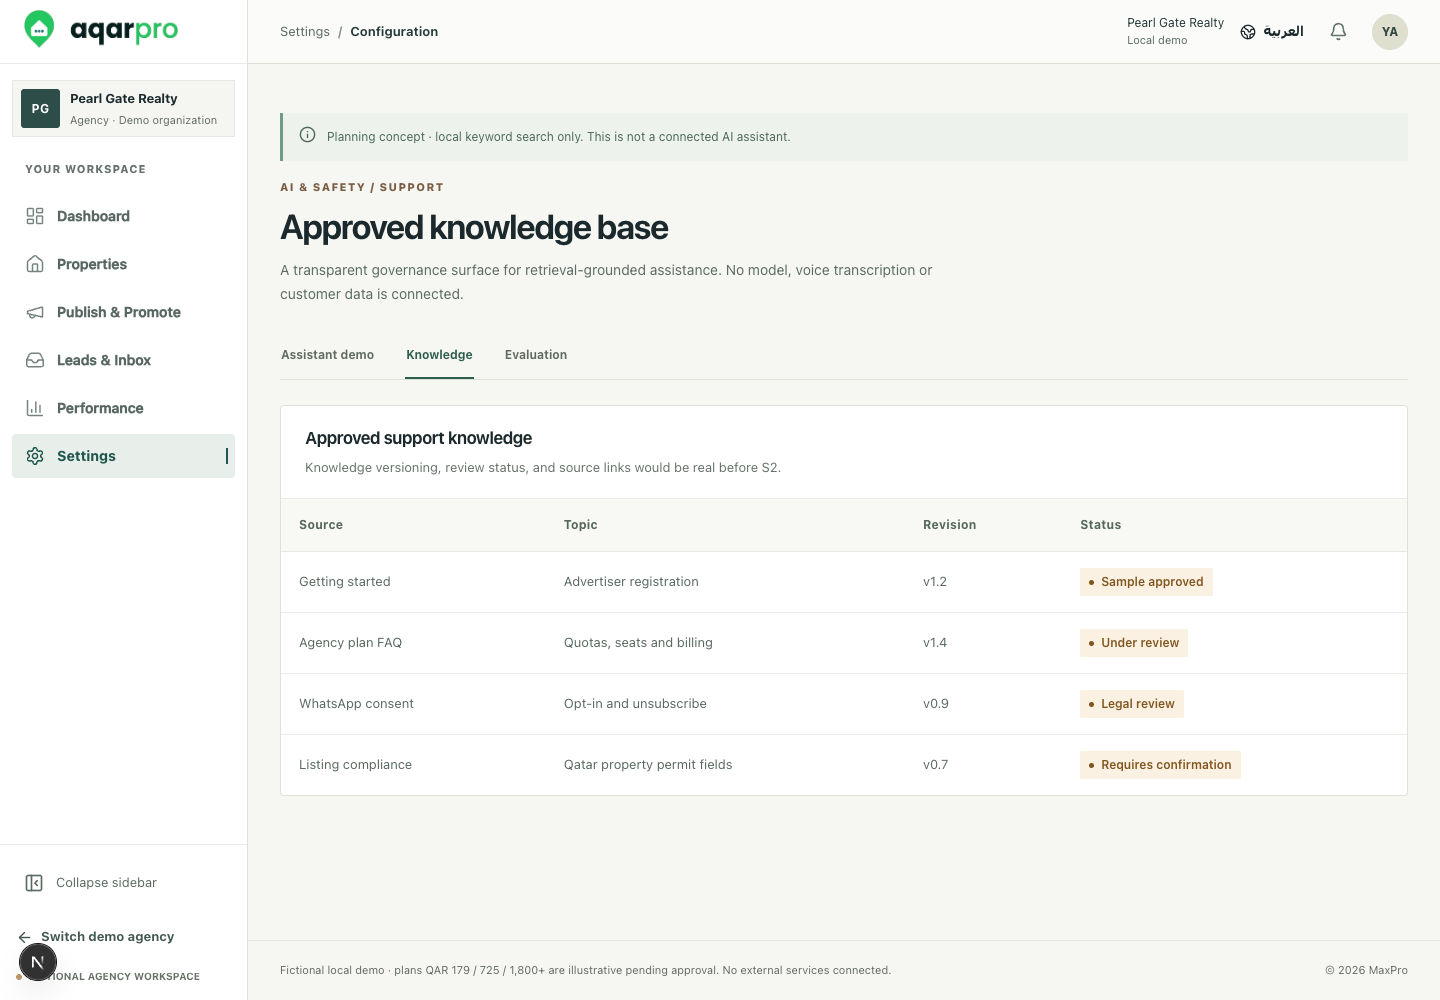 aqarpro
Settings / Configuration
Pearl Gate Realty
Local demo
العربية
YA
PG
Pearl Gate Realty
Agency · Demo organization
YOUR WORKSPACE
Dashboard
Properties
Publish & Promote
Leads & Inbox
Performance
Settings
Collapse sidebar
Switch demo agency
N
AGENCY WORKSPACE
Planning concept · local keyword search only. This is not a connected AI assistant.
AI & SAFETY / SUPPORT
Approved knowledge base
A transparent governance surface for retrieval-grounded assistance. No model, voice transcription or
customer data is connected.
Assistant demo Knowledge Evaluation
Approved support knowledge
Knowledge versioning, review status, and source links would be real before S2.
Source Topic Revision Status
Getting started Advertiser registration v1.2 Sample approved
Agency plan FAQ Quotas, seats and billing v1.4 Under review
WhatsApp consent Opt-in and unsubscribe v0.9 Legal review
Listing compliance Qatar property permit fields v0.7 Requires confirmation
Fictional local demo · plans QAR 179 / 725 / 1,800+ are illustrative pending approval. No external services connected.
© 2026 MaxPro